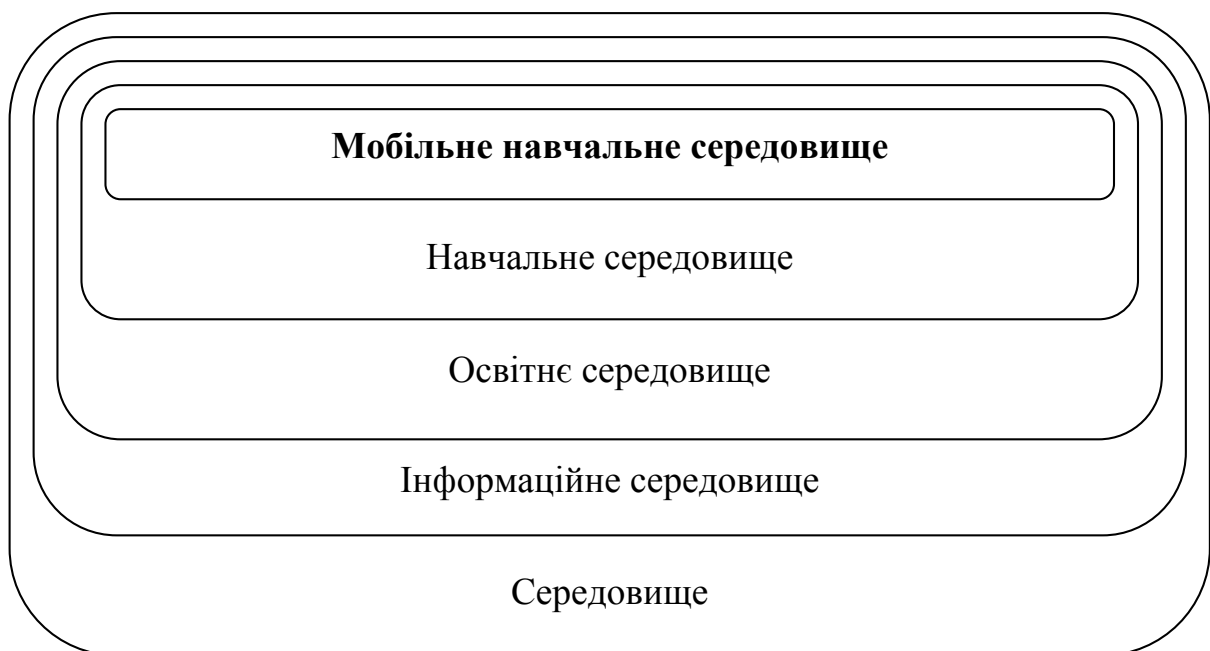 Мобільне навчальне середовище
Навчальне середовище
Освітнє середовище
Інформаційне середовище
Середовище